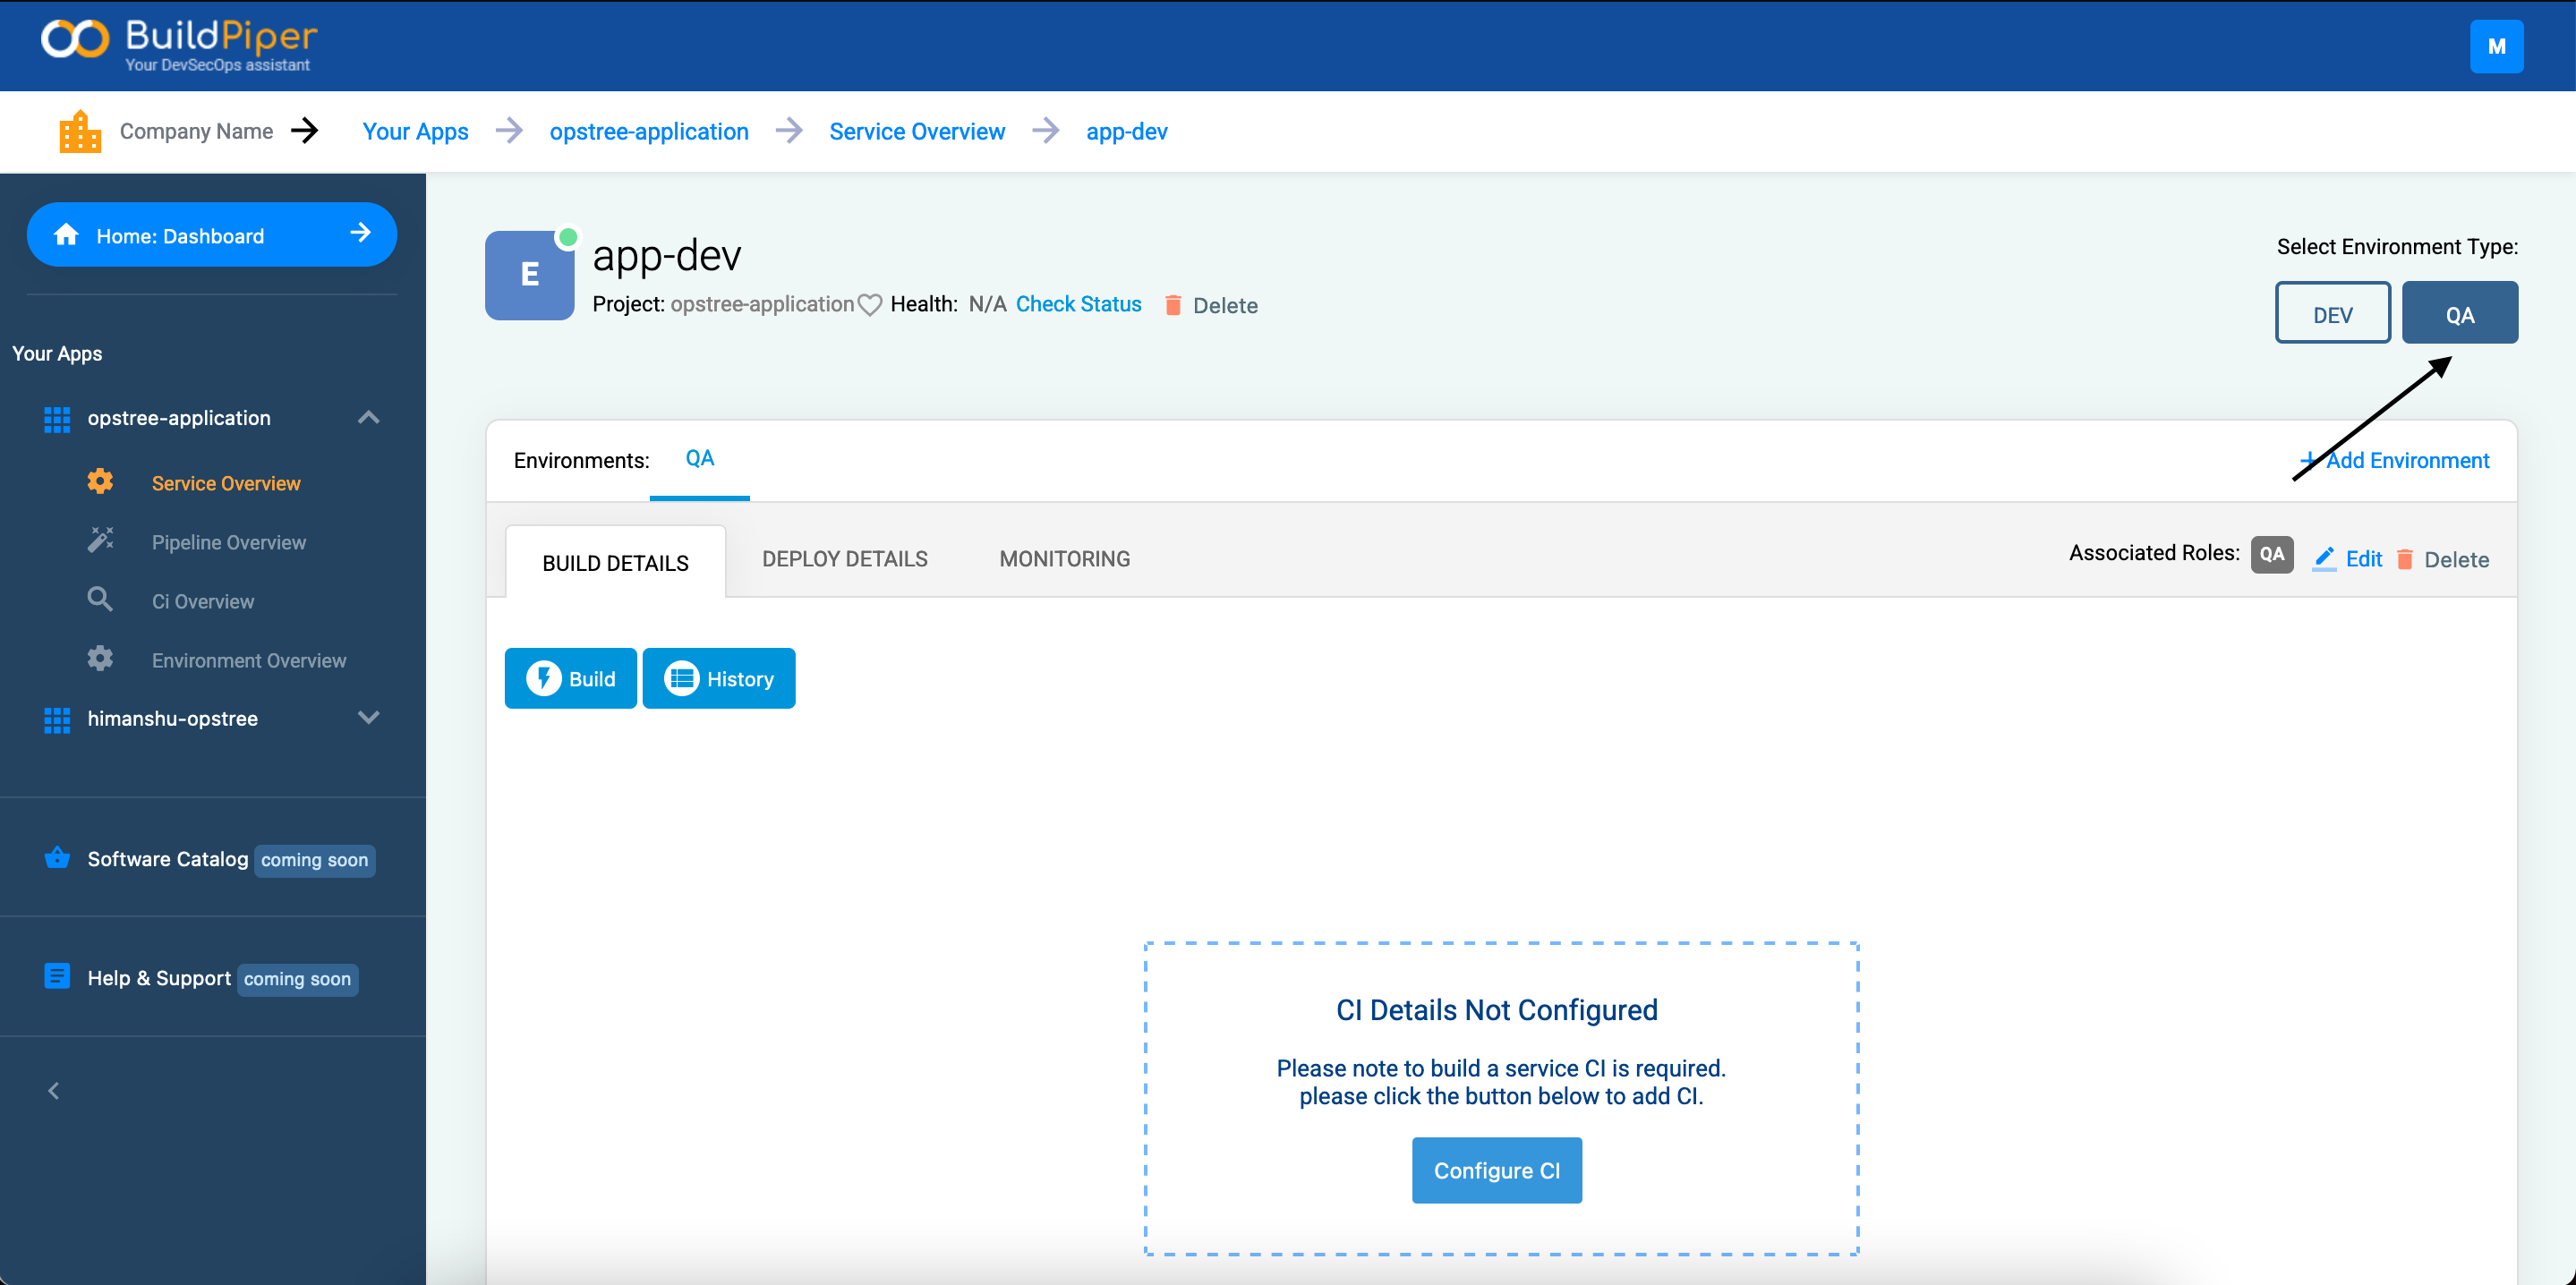 BuildPiper
Your DevSecOps assistant
M
Company Name
Your Apps
opstree-application
Service Overview
app-dev
Home: Dashboard
Your Apps
opstree-application
Service Overview
Pipeline Overview
Ci Overview
Environment Overview
himanshu-opstree
Software Catalog coming soon
Help & Support coming soon
E
app-dev
Project: opstree-application Health: N/A Check Status Delete
Select Environment Type:
DEV QA
Environments: QA
+ Add Environment
BUILD DETAILS DEPLOY DETAILS MONITORING
Associated Roles: QA Edit Delete
Build History
CI Details Not Configured
Please note to build a service CI is required.
please click the button below to add CI.
Configure CI